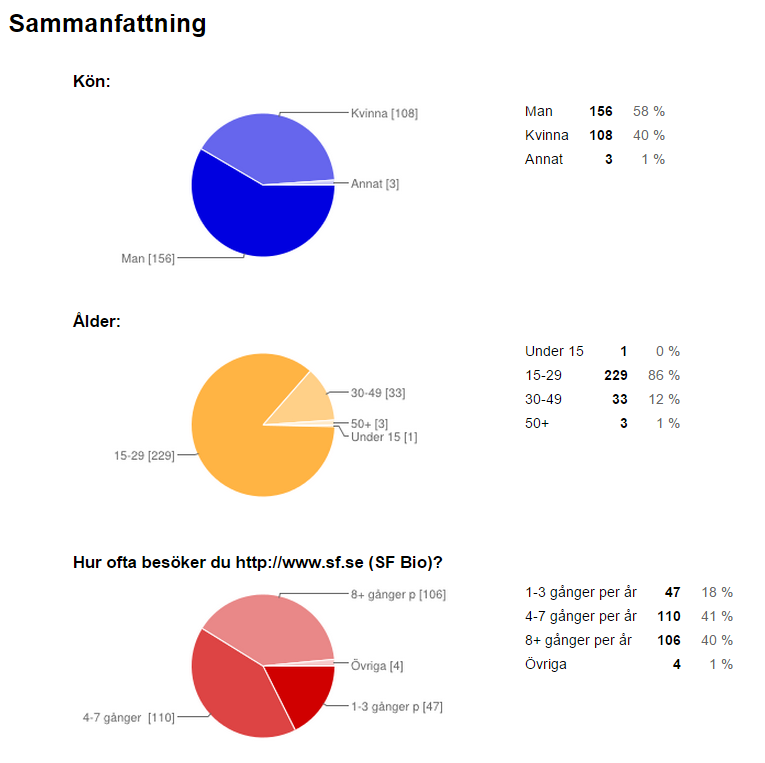 Sammanfattning
Kön:
Kvinna [108]
Annat [3]
Man [156]
Man 156 58 %
Kvinna 108 40 %
Annat 3 1 %
Ålder:
30-49 [33]
50+ [3]
Under 15 [1]
15-29 [229]
Under 15 1 0 %
15-29 229 86 %
30-49 33 12 %
50+ 3 1 %
Hur ofta besöker du http://www.sf.se (SF Bio)?
8+ gånger p [106]
Övriga [4]
1-3 gånger p [47]
4-7 gånger [110]
1-3 gånger per år 47 18 %
4-7 gånger per år 110 41 %
8+ gånger per år 106 40 %
Övriga 4 1 %